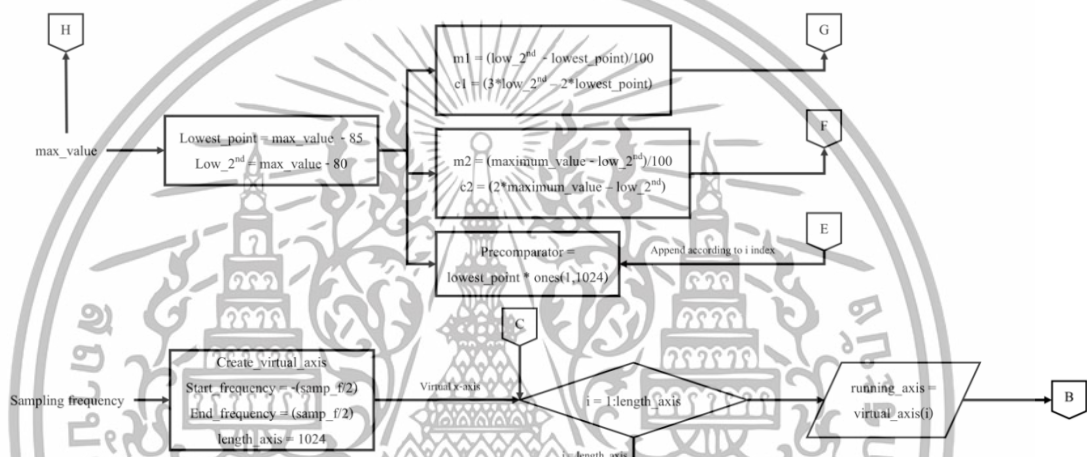 H
G
m1 = (low_2nd - lowest_point)/100
c1 = (3*low_2nd – 2*lowest_point)
max_value
Lowest_point = max_value - 85
Low_2nd = max_value - 80
F
m2 = (maximum_value - low_2nd)/100
c2 = (2*maximum_value – low_2nd)
E
Precomparator =
lowest_point * ones(1,1024)
Append according to i index
C
Sampling frequency
Create_virtual_axis
Start_frequency = -(samp_f/2)
End_frequency = (samp_f/2)
length_axis = 1024
Virtual x-axis
i = 1:length_axis
running_axis =
virtual_axis(i)
B